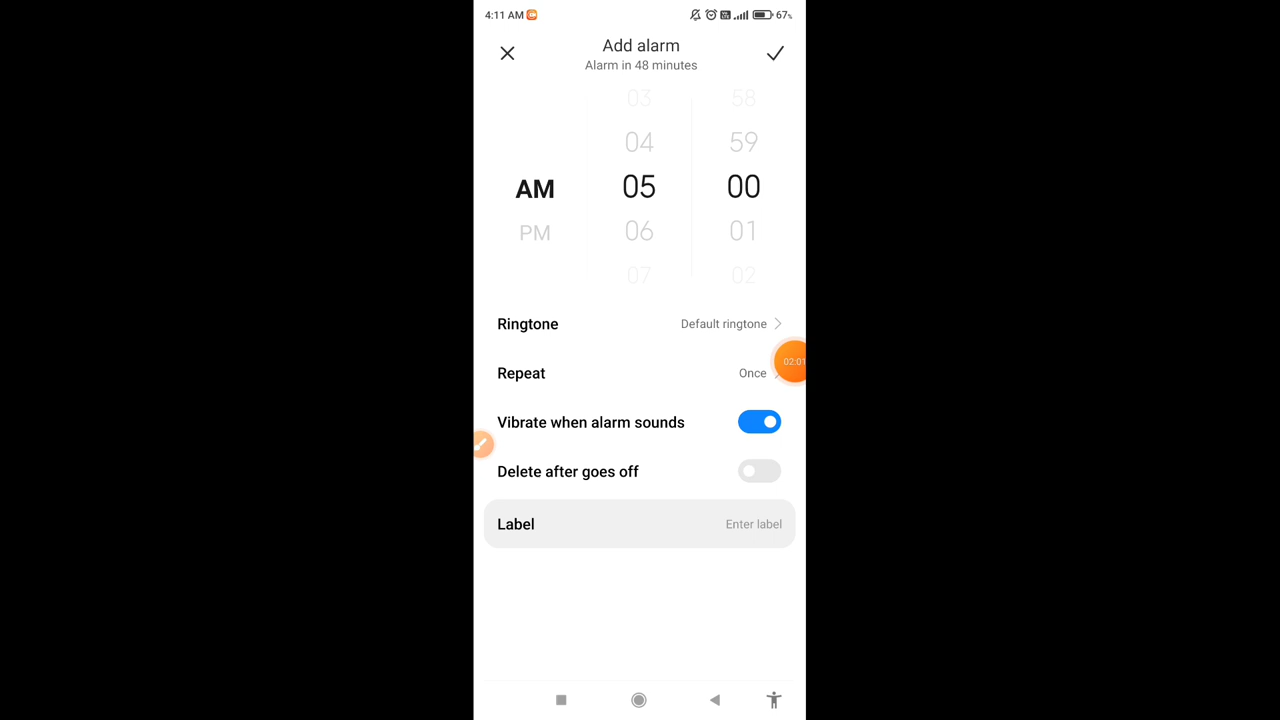 4:11 AM 67%
Add alarm
Alarm in 48 minutes
03 58
04 59
AM 05 00
PM 06 01
07 02
Ringtone Default ringtone
02:01
Repeat Once
Vibrate when alarm sounds
Delete after goes off
Label Enter label